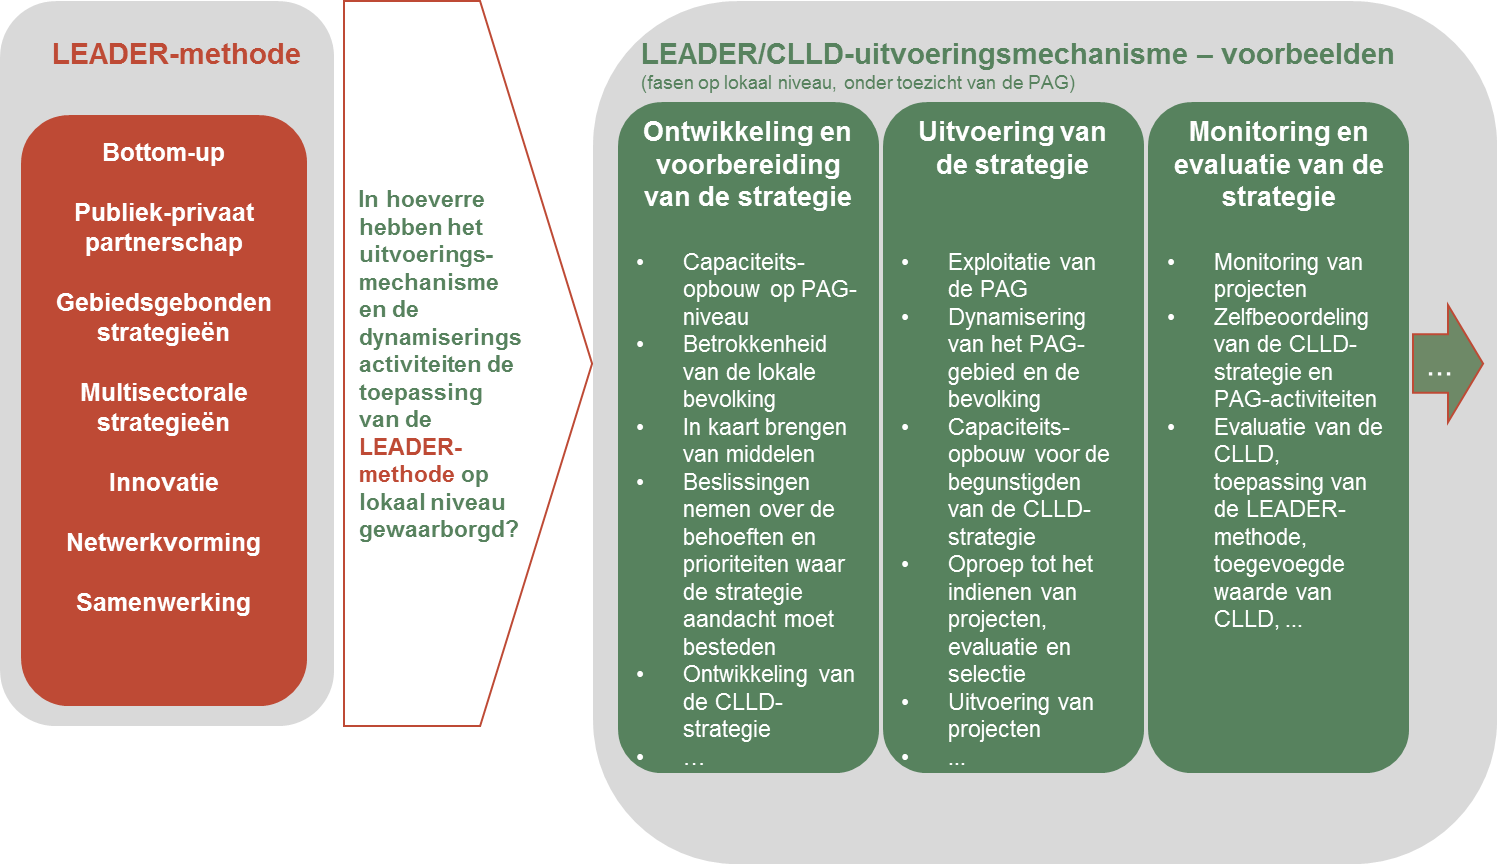 LEADER-methode
Bottom-up
Publiek-privaat
partnerschap
Gebiedsgebonden
strategieën
Multisectorale
strategieën
Innovatie
Netwerkvorming
Samenwerking
In hoeverre
hebben het
uitvoerings-
mechanisme
en de
dynamiserings
activiteiten de
toepassing
van de
LEADER-
methode op
lokaal niveau
gewaarborgd?
LEADER/CLLD-uitvoeringsmechanisme – voorbeelden
(fasen op lokaal niveau, onder toezicht van de PAG)
Ontwikkeling en
voorbereiding
van de strategie
• Capaciteits-
opbouw op PAG-
niveau
• Betrokkenheid
van de lokale
bevolking
• In kaart brengen
van middelen
• Beslissingen
nemen over de
behoeften en
prioriteiten waar
de strategie
aandacht moet
besteden
• Ontwikkeling van
de CLLD-
strategie
• …
Uitvoering van
de strategie
• Exploitatie van
de PAG
• Dynamisering
van het PAG-
gebied en de
bevolking
• Capaciteits-
opbouw voor de
begunstigden
van de CLLD-
strategie
• Oproep tot het
indienen van
projecten,
evaluatie en
selectie
• Uitvoering van
projecten
• ...
Monitoring en
evaluatie van de
strategie
• Monitoring van
projecten
• Zelfbeoordeling
van de CLLD-
strategie en
PAG-activiteiten
• Evaluatie van de
CLLD,
toepassing van
de LEADER-
methode,
toegevoegde
waarde van
CLLD, ...
…